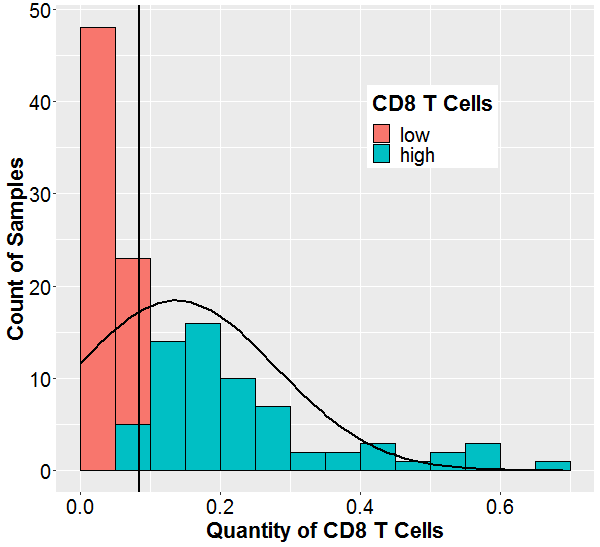 50
40
30
20
10
0
Count of Samples
CD8 T Cells
low
high
0.0 0.2 0.4 0.6
Quantity of CD8 T Cells